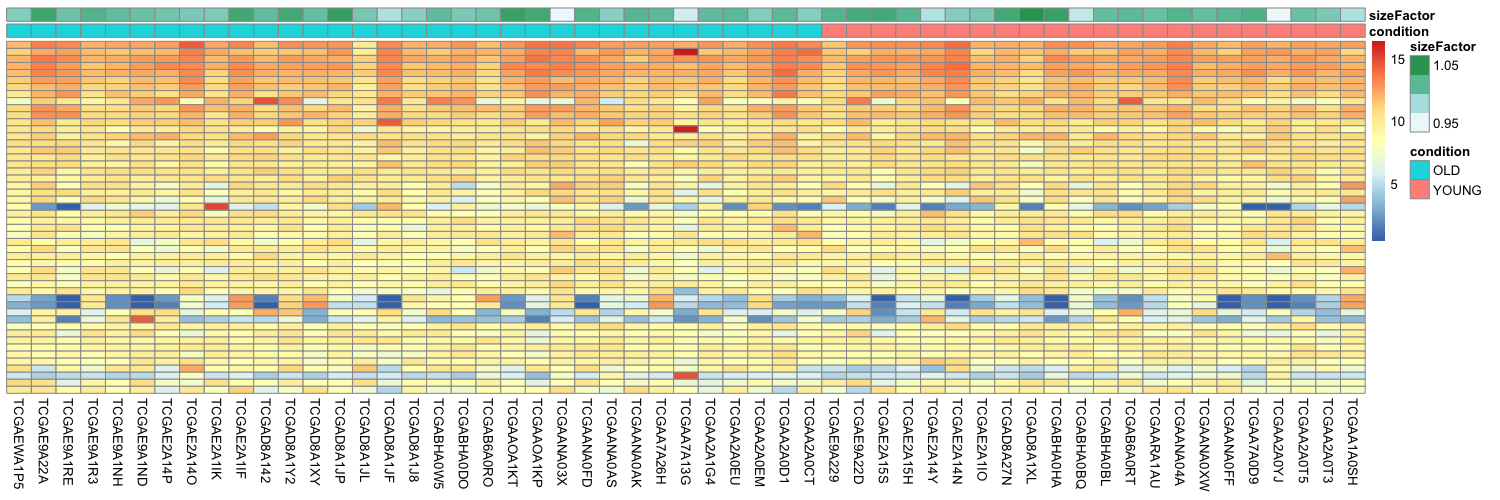 sizeFactor
condition
sizeFactor
15
1.05
10
0.95
condition
OLD
5
YOUNG
TCGAEWA1P5
TCGAE9A22A
TCGAE9A1RE
TCGAE9A1R3
TCGAE9A1NH
TCGAE9A1ND
TCGAE2A14P
TCGAE2A14O
TCGAE2A1IK
TCGAE2A1IF
TCGAD8A142
TCGAD8A1Y2
TCGAD8A1XY
TCGAD8A1JP
TCGAD8A1JL
TCGAD8A1JF
TCGAD8A1J8
TCGABHA0W5
TCGABHA0DO
TCGAB6A0RO
TCGAAOA1KT
TCGAAOA1KP
TCGAANA03X
TCGAANA0FD
TCGAANA0AS
TCGAANA0AK
TCGAA7A26H
TCGAA7A13G
TCGAA2A1G4
TCGAA2A0EU
TCGAA2A0EM
TCGAA2A0D1
TCGAA2A0CT
TCGAE9A229
TCGAE9A22D
TCGAE2A15S
TCGAE2A15H
TCGAE2A14Y
TCGAE2A14N
TCGAE2A1IO
TCGAD8A27N
TCGAD8A1XL
TCGABHA0HA
TCGABHA0BQ
TCGABHA0BL
TCGAB6A0RT
TCGAARA1AU
TCGAANA04A
TCGAANA0XW
TCGAANA0FF
TCGAA7A0D9
TCGAA2A0YJ
TCGAA2A0T5
TCGAA2A0T3
TCGAA1A0SH